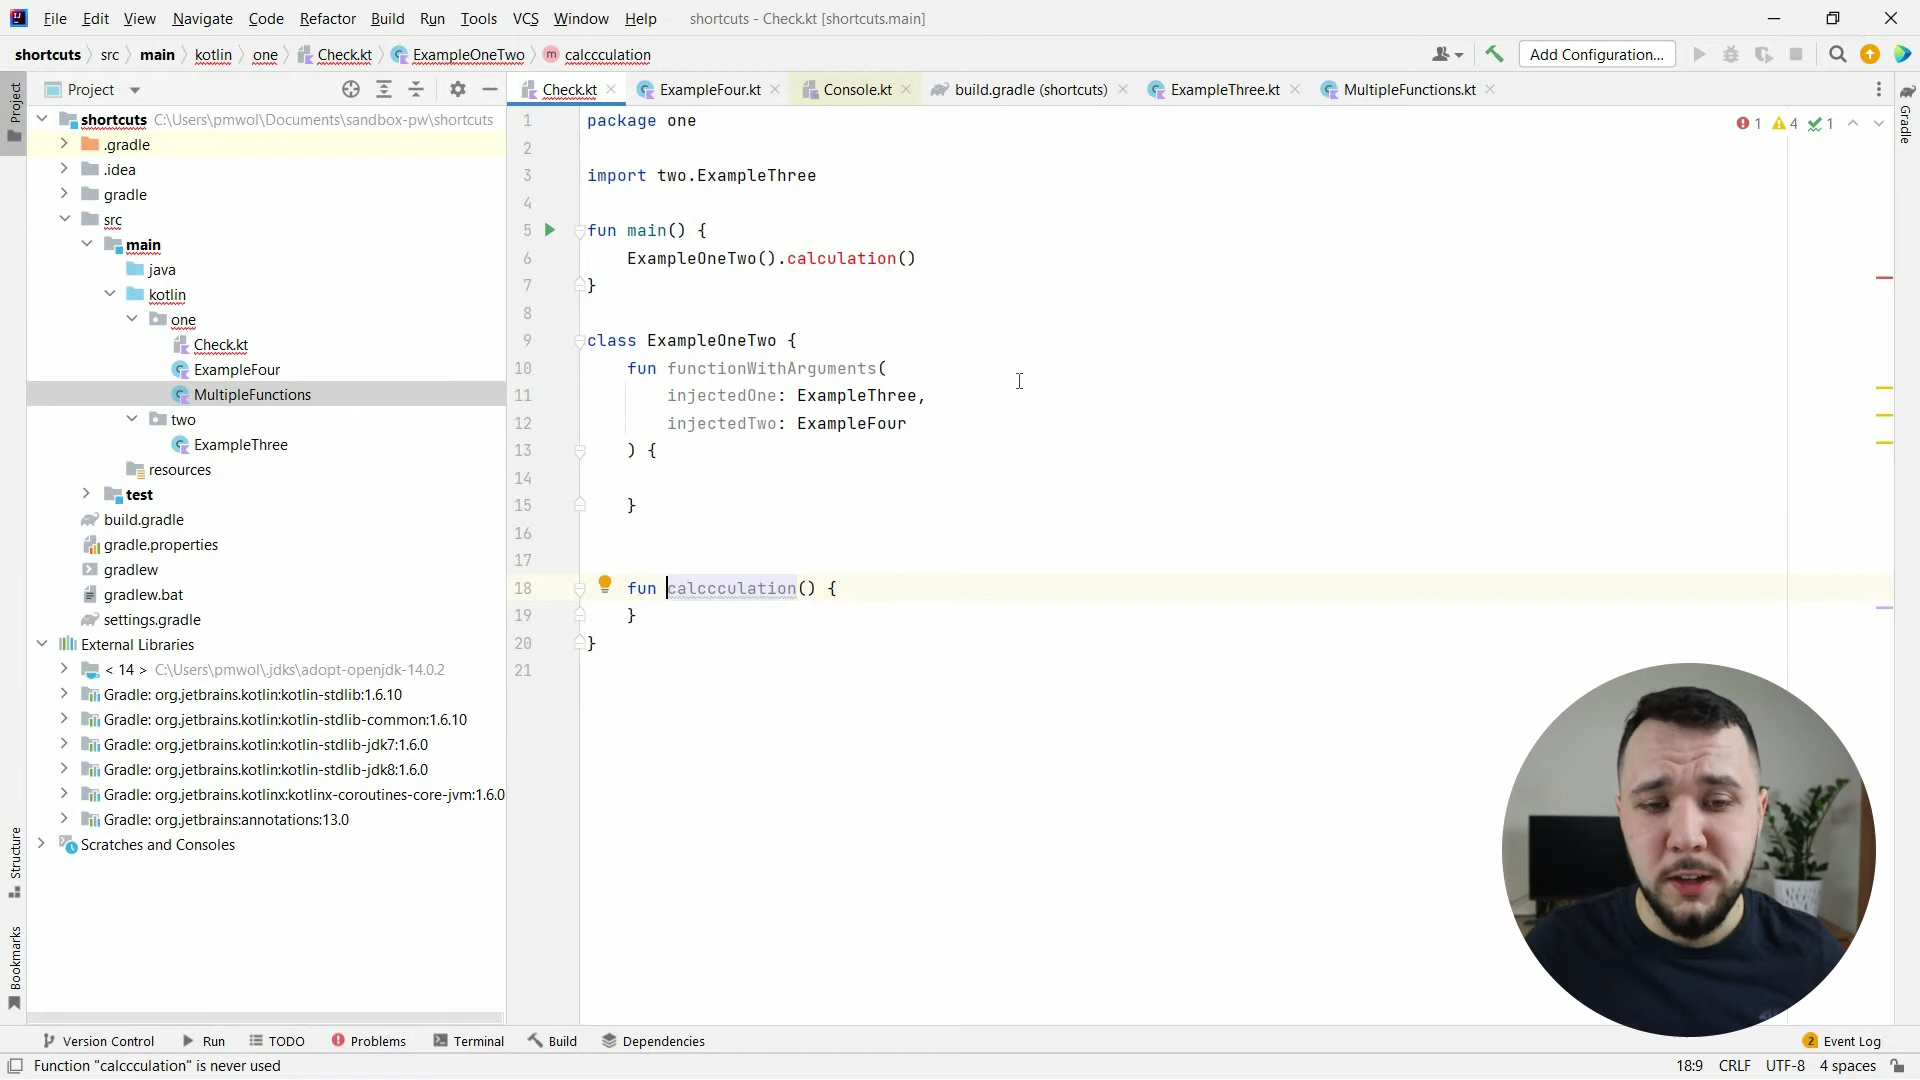 File Edit View Navigate Code Refactor Build Run Tools VCS Window Help shortcuts - Check.kt [shortcuts.main]
shortcuts src main kotlin one Check.kt ExampleOneTwo m calccculation Add Configuration...
Project
Check.kt ExampleFour.kt Console.kt build.gradle (shortcuts) ExampleThree.kt MultipleFunctions.kt
Project
Gradle
shortcuts C:\Users\pmwol\Documents\sandbox-pw\shortcuts
.gradle
.idea
gradle
src
main
java
kotlin
one
Check.kt
ExampleFour
MultipleFunctions
two
ExampleThree
resources
test
build.gradle
gradle.properties
gradlew
gradlew.bat
settings.gradle
External Libraries
< 14 > C:\Users\pmwol\.jdks\adopt-openjdk-14.0.2
Gradle: org.jetbrains.kotlin:kotlin-stdlib:1.6.10
Gradle: org.jetbrains.kotlin:kotlin-stdlib-common:1.6.10
Gradle: org.jetbrains.kotlin:kotlin-stdlib-jdk7:1.6.0
Gradle: org.jetbrains.kotlin:kotlin-stdlib-jdk8:1.6.0
Gradle: org.jetbrains.kotlinx:kotlinx-coroutines-core-jvm:1.6.0
Gradle: org.jetbrains:annotations:13.0
Scratches and Consoles
Structure
Bookmarks
1 4 1
1 package one
2
3 import two.ExampleThree
4
5 fun main() {
6 ExampleOneTwo().calculation()
7 }
8
9 class ExampleOneTwo {
10 fun functionWithArguments(
11 injectedOne: ExampleThree,
12 injectedTwo: ExampleFour
13 ) {
14
15 }
16
17
18 fun calccculation() {
19 }
20 }
21
Version Control Run TODO Problems Terminal Build Dependencies 2 Event Log
Function "calccculation" is never used 18:9 CRLF UTF-8 4 spaces